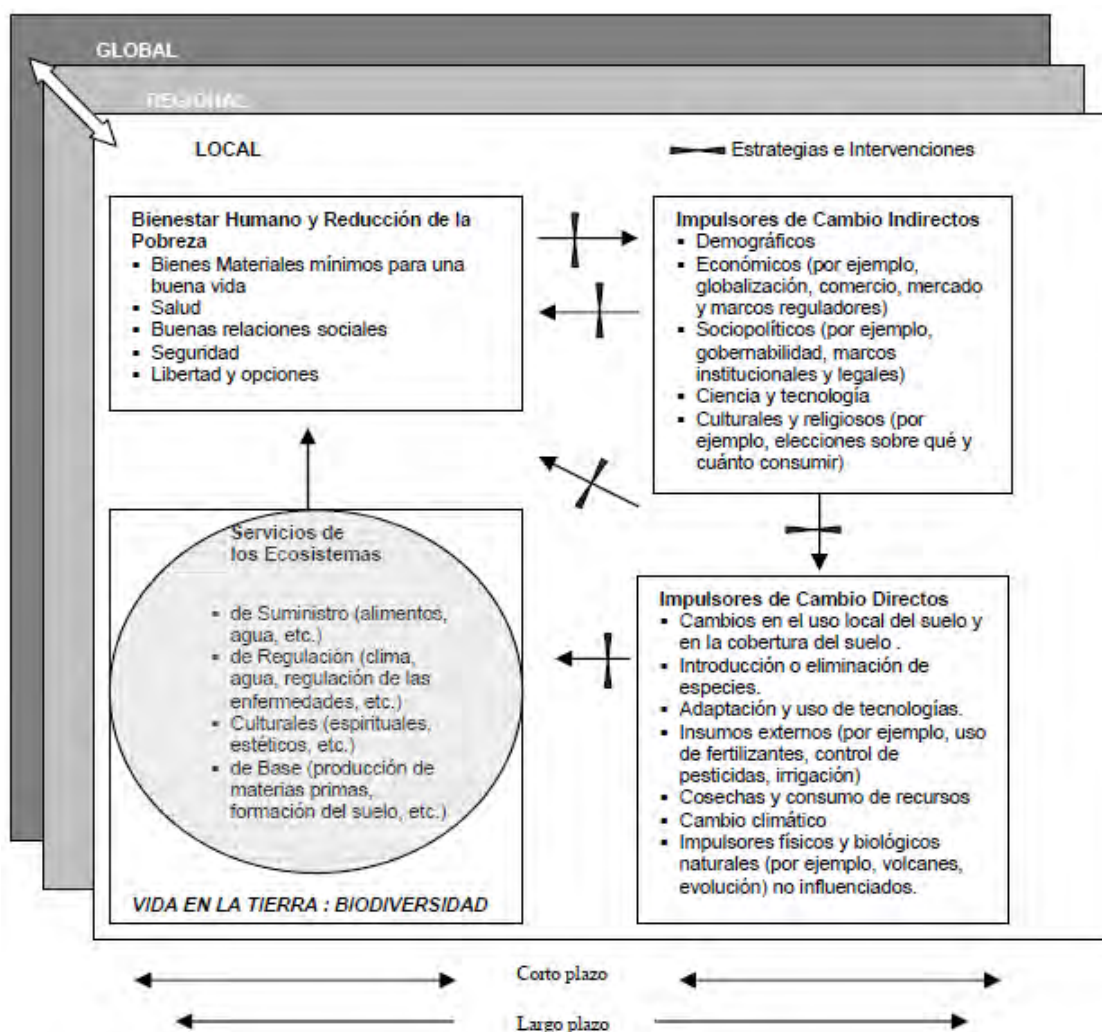 GLOBAL
REGIONAL
LOCAL
Estrategias e Intervenciones
Bienestar Humano y Reducción de la
Pobreza
▪ Bienes Materiales mínimos para una
buena vida
▪ Salud
▪ Buenas relaciones sociales
▪ Seguridad
▪ Libertad y opciones
Impulsores de Cambio Indirectos
▪ Demográficos
▪ Económicos (por ejemplo,
globalización, comercio, mercado
y marcos reguladores)
▪ Sociopolíticos (por ejemplo,
gobernabilidad, marcos
institucionales y legales)
▪ Ciencia y tecnología
▪ Culturales y religiosos (por
ejemplo, elecciones sobre qué y
cuánto consumir)
Servicios de
los Ecosistemas
▪ de Suministro (alimentos,
agua, etc.)
▪ de Regulación (clima,
agua, regulación de las
enfermedades, etc.)
▪ Culturales (espirituales,
estéticos, etc.)
▪ de Base (producción de
materias primas,
formación del suelo, etc.)
VIDA EN LA TIERRA : BIODIVERSIDAD
Impulsores de Cambio Directos
▪ Cambios en el uso local del suelo y
en la cobertura del suelo .
▪ Introducción o eliminación de
especies.
▪ Adaptación y uso de tecnologías.
▪ Insumos externos (por ejemplo, uso
de fertilizantes, control de
pesticidas, irrigación)
▪ Cosechas y consumo de recursos
▪ Cambio climático
▪ Impulsores físicos y biológicos
naturales (por ejemplo, volcanes,
evolución) no influenciados.
Corto plazo
Largo plazo